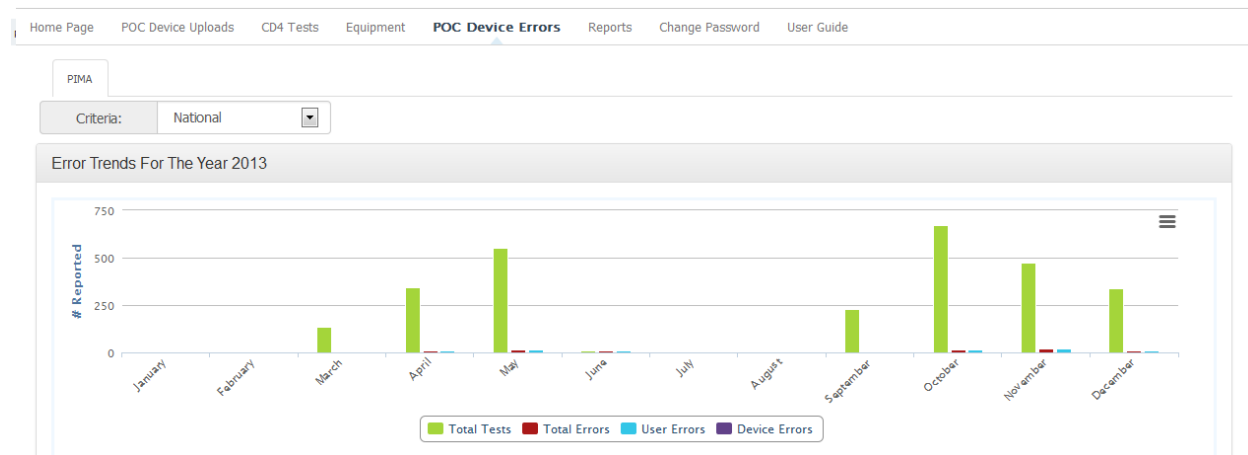 Home Page POC Device Uploads CD4 Tests Equipment POC Device Errors Reports Change Password User Guide
PIMA
Criteria: National
Error Trends For The Year 2013
# Reported
750
500
250
0
January February March April May June July August September October November December
Total Tests Total Errors User Errors Device Errors